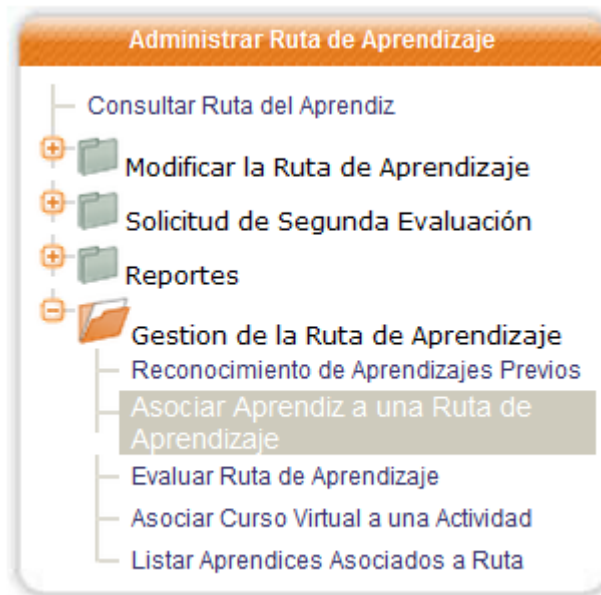 Administrar Ruta de Aprendizaje
Consultar Ruta del Aprendiz
Modificar la Ruta de Aprendizaje
Solicitud de Segunda Evaluación
Reportes
Gestion de la Ruta de Aprendizaje
Reconocimiento de Aprendizajes Previos
Asociar Aprendiz a una Ruta de
Aprendizaje
Evaluar Ruta de Aprendizaje
Asociar Curso Virtual a una Actividad
Listar Aprendices Asociados a Ruta